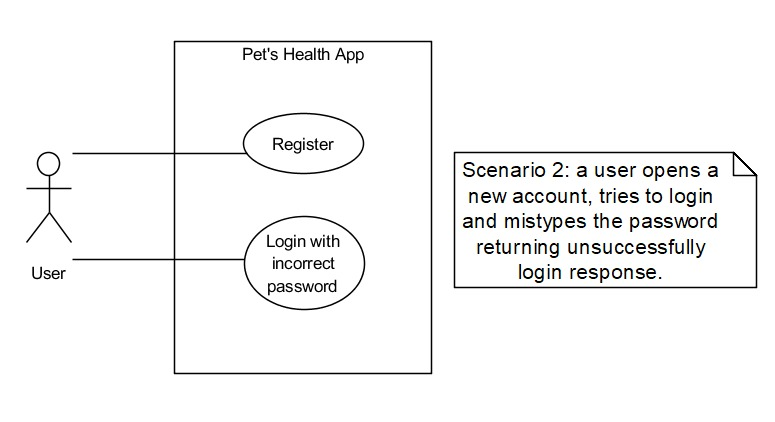 Pet's Health App
Register
Login with
incorrect
password
User
Scenario 2: a user opens a
new account, tries to login
and mistypes the password
returning unsuccessfully
login response.